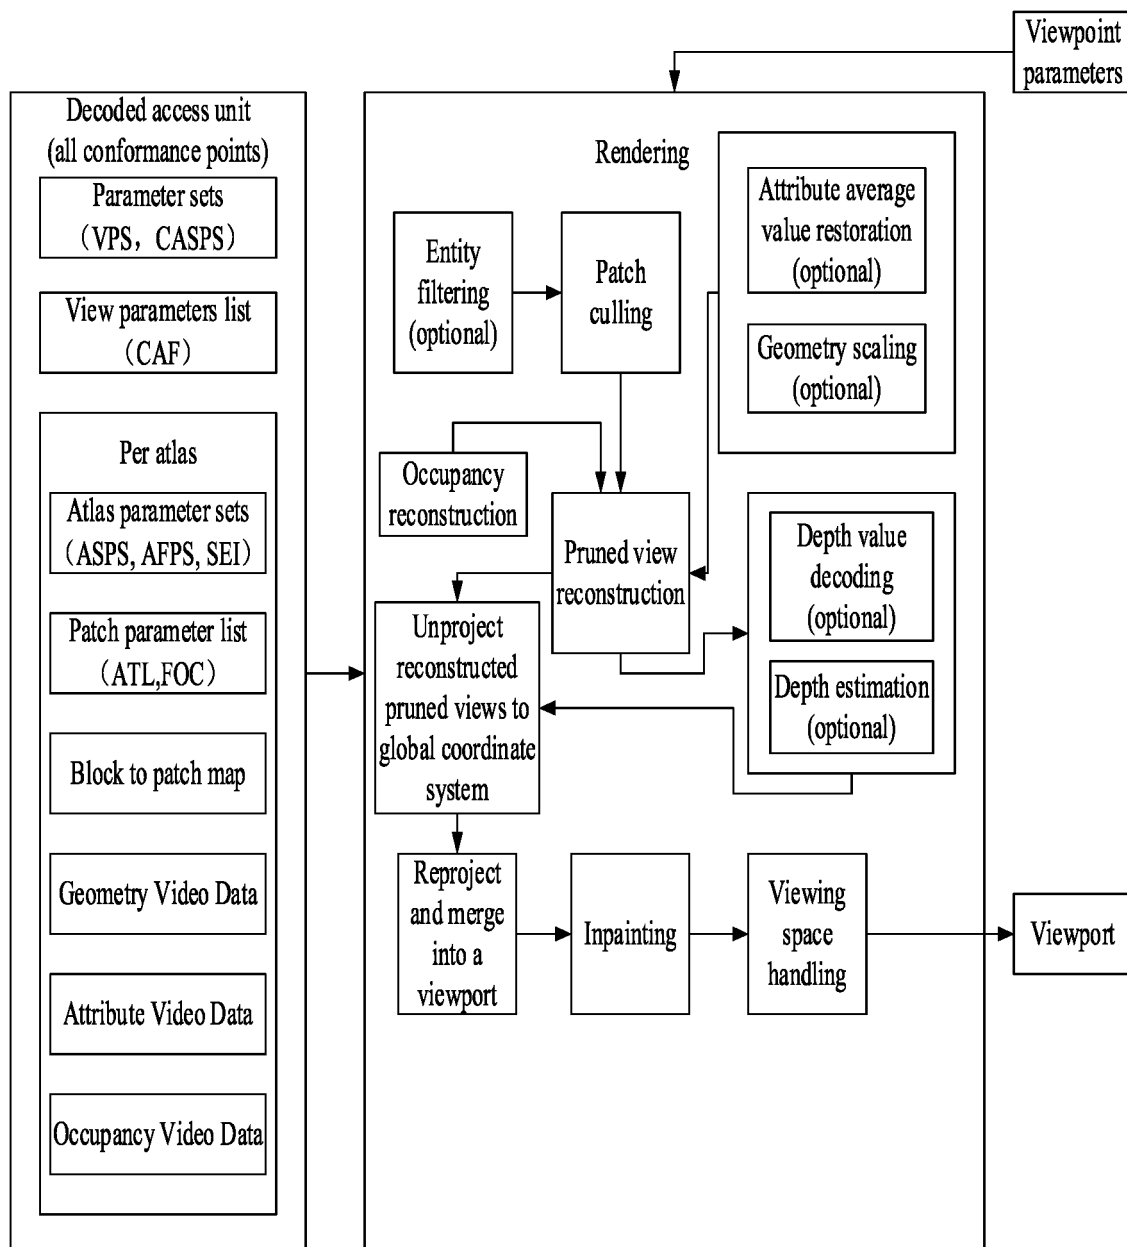 Viewpoint
parameters
Decoded access unit
(all conformance points)
Parameter sets
（VPS，CASPS）
View parameters list
（CAF）
Per atlas
Atlas parameter sets
(ASPS, AFPS, SEI)
Patch parameter list
（ATL,FOC）
Block to patch map
Geometry Video Data
Attribute Video Data
Occupancy Video Data
Rendering
Entity
filtering
(optional)
Patch
culling
Attribute average
value restoration
(optional)
Geometry scaling
(optional)
Occupancy
reconstruction
Pruned view
reconstruction
Depth value
decoding
(optional)
Depth estimation
(optional)
Unproject
reconstructed
pruned views to
global coordinate
system
Reproject
and merge
into a
viewport
Inpainting
Viewing
space
handling
Viewport